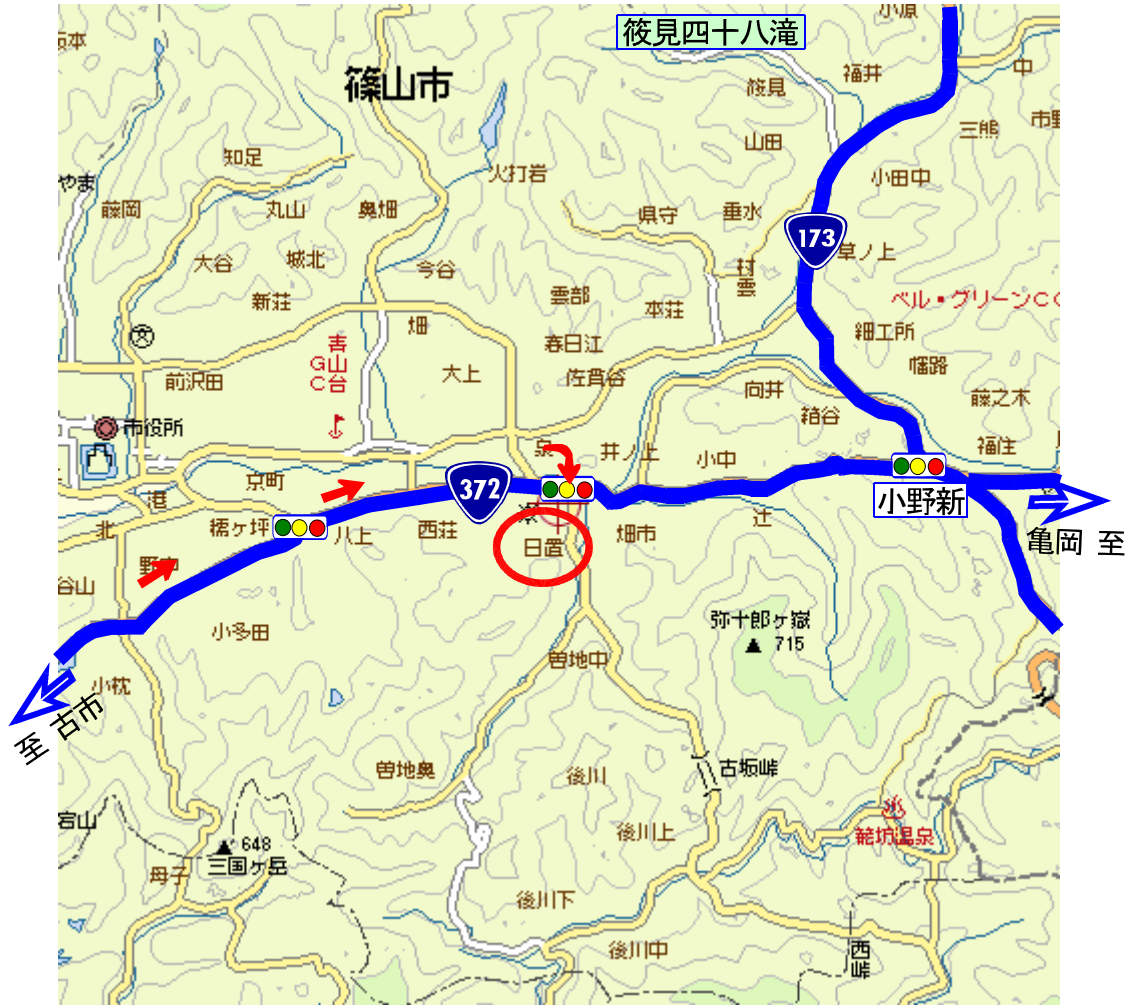 小原
篠見四十八滝
坂本
中
福井
篠山市
篠見
市野
三熊
山田
知足
火打岩
小田中
やま
藤岡
丸山
奥畑
県守
垂水
173
草ノ上
大谷
城北
今谷
村雲
新荘
雲部
本荘
ベル・グリーンCC
畑
細工所
青山台GC
春日江
幡路
前沢田
大上
佐貫谷
向井
藤之木
箱谷
市役所
泉
井ノ上
小中
福住
京町
372
港
小野新
北
糯ヶ坪
八上
西荘
辻
畑市
日置
亀岡 至
野中
谷山
小多田
弥十郎ヶ嶽
715
曽地中
小枕
至 古市
曽地奥
後川
古坂峠
宕山
後川上
籠坊温泉
648
三国ヶ岳
母子
後川下
後川中
西峠